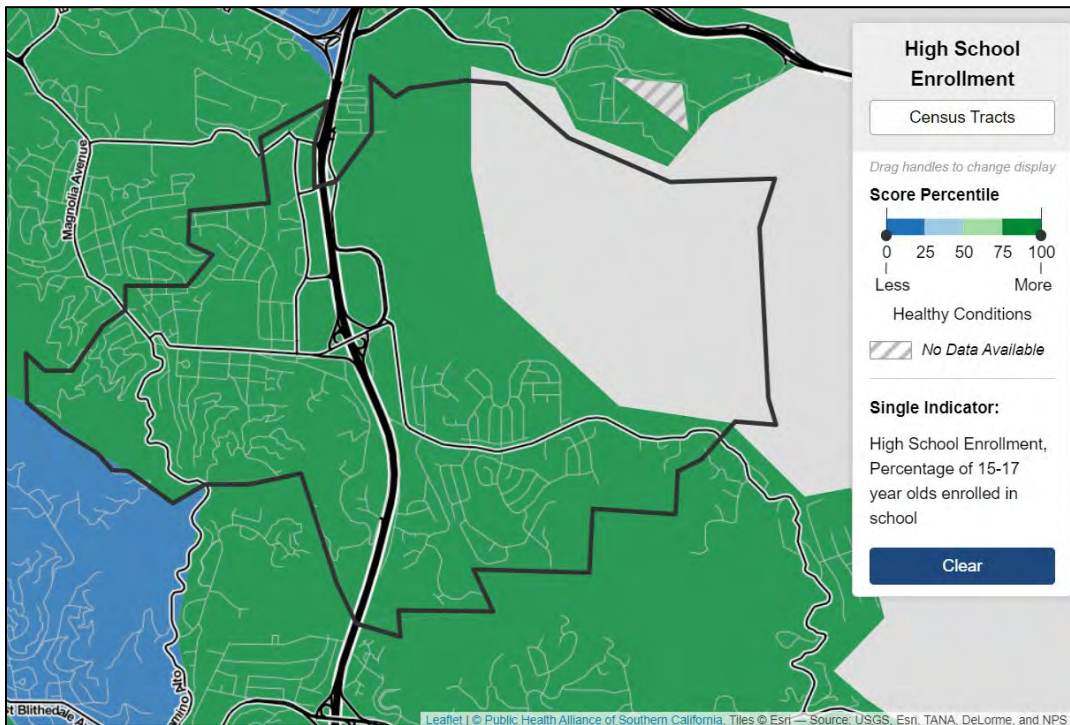 High School
Enrollment
Census Tracts
Drag handles to change display
Score Percentile
0 25 50 75 100
Less More
Healthy Conditions
No Data Available
Single Indicator:
High School Enrollment,
Percentage of 15-17
year olds enrolled in
school
Clear
Magnolia Avenue
Alto
Blithedale
Leaflet | © Public Health Alliance of Southern California, Tiles © Esri — Source: USGS, Esri, TANA, DeLorme, and NPS